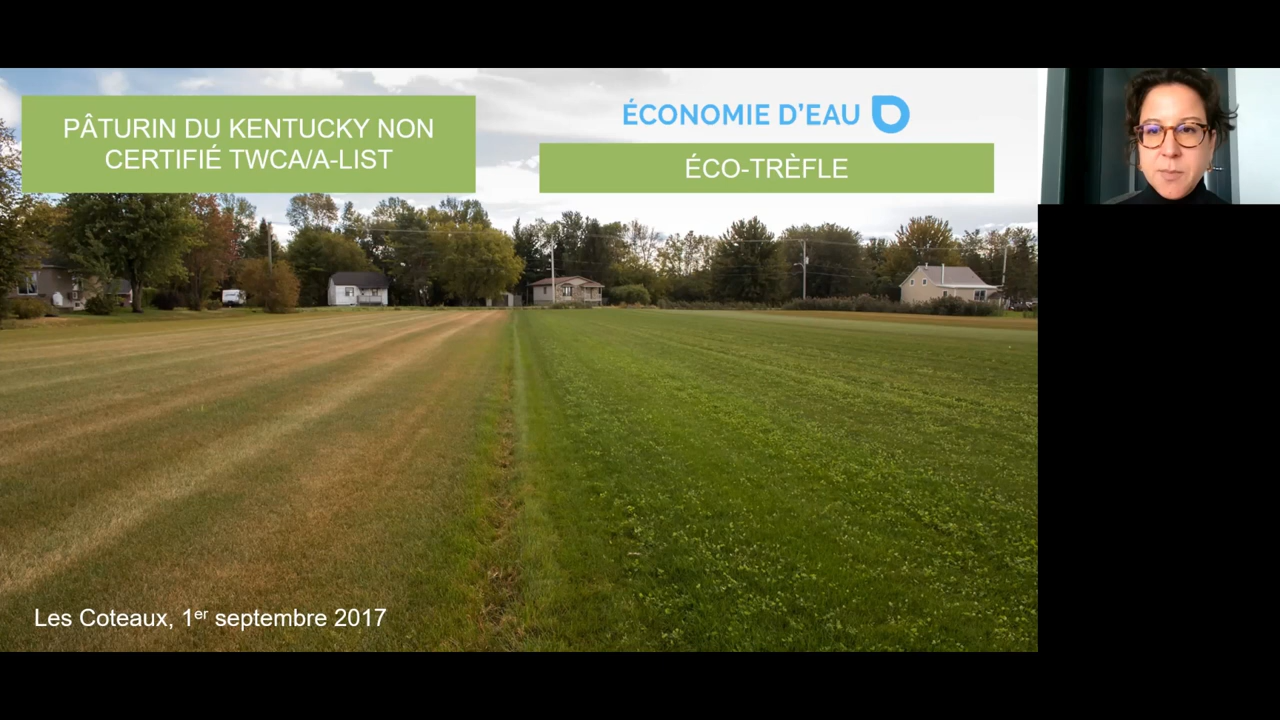 PÂTURIN DU KENTUCKY NON
CERTIFIÉ TWCA/A-LIST
ÉCONOMIE D'EAU
ÉCO-TRÈFLE
Les Coteaux, 1er septembre 2017